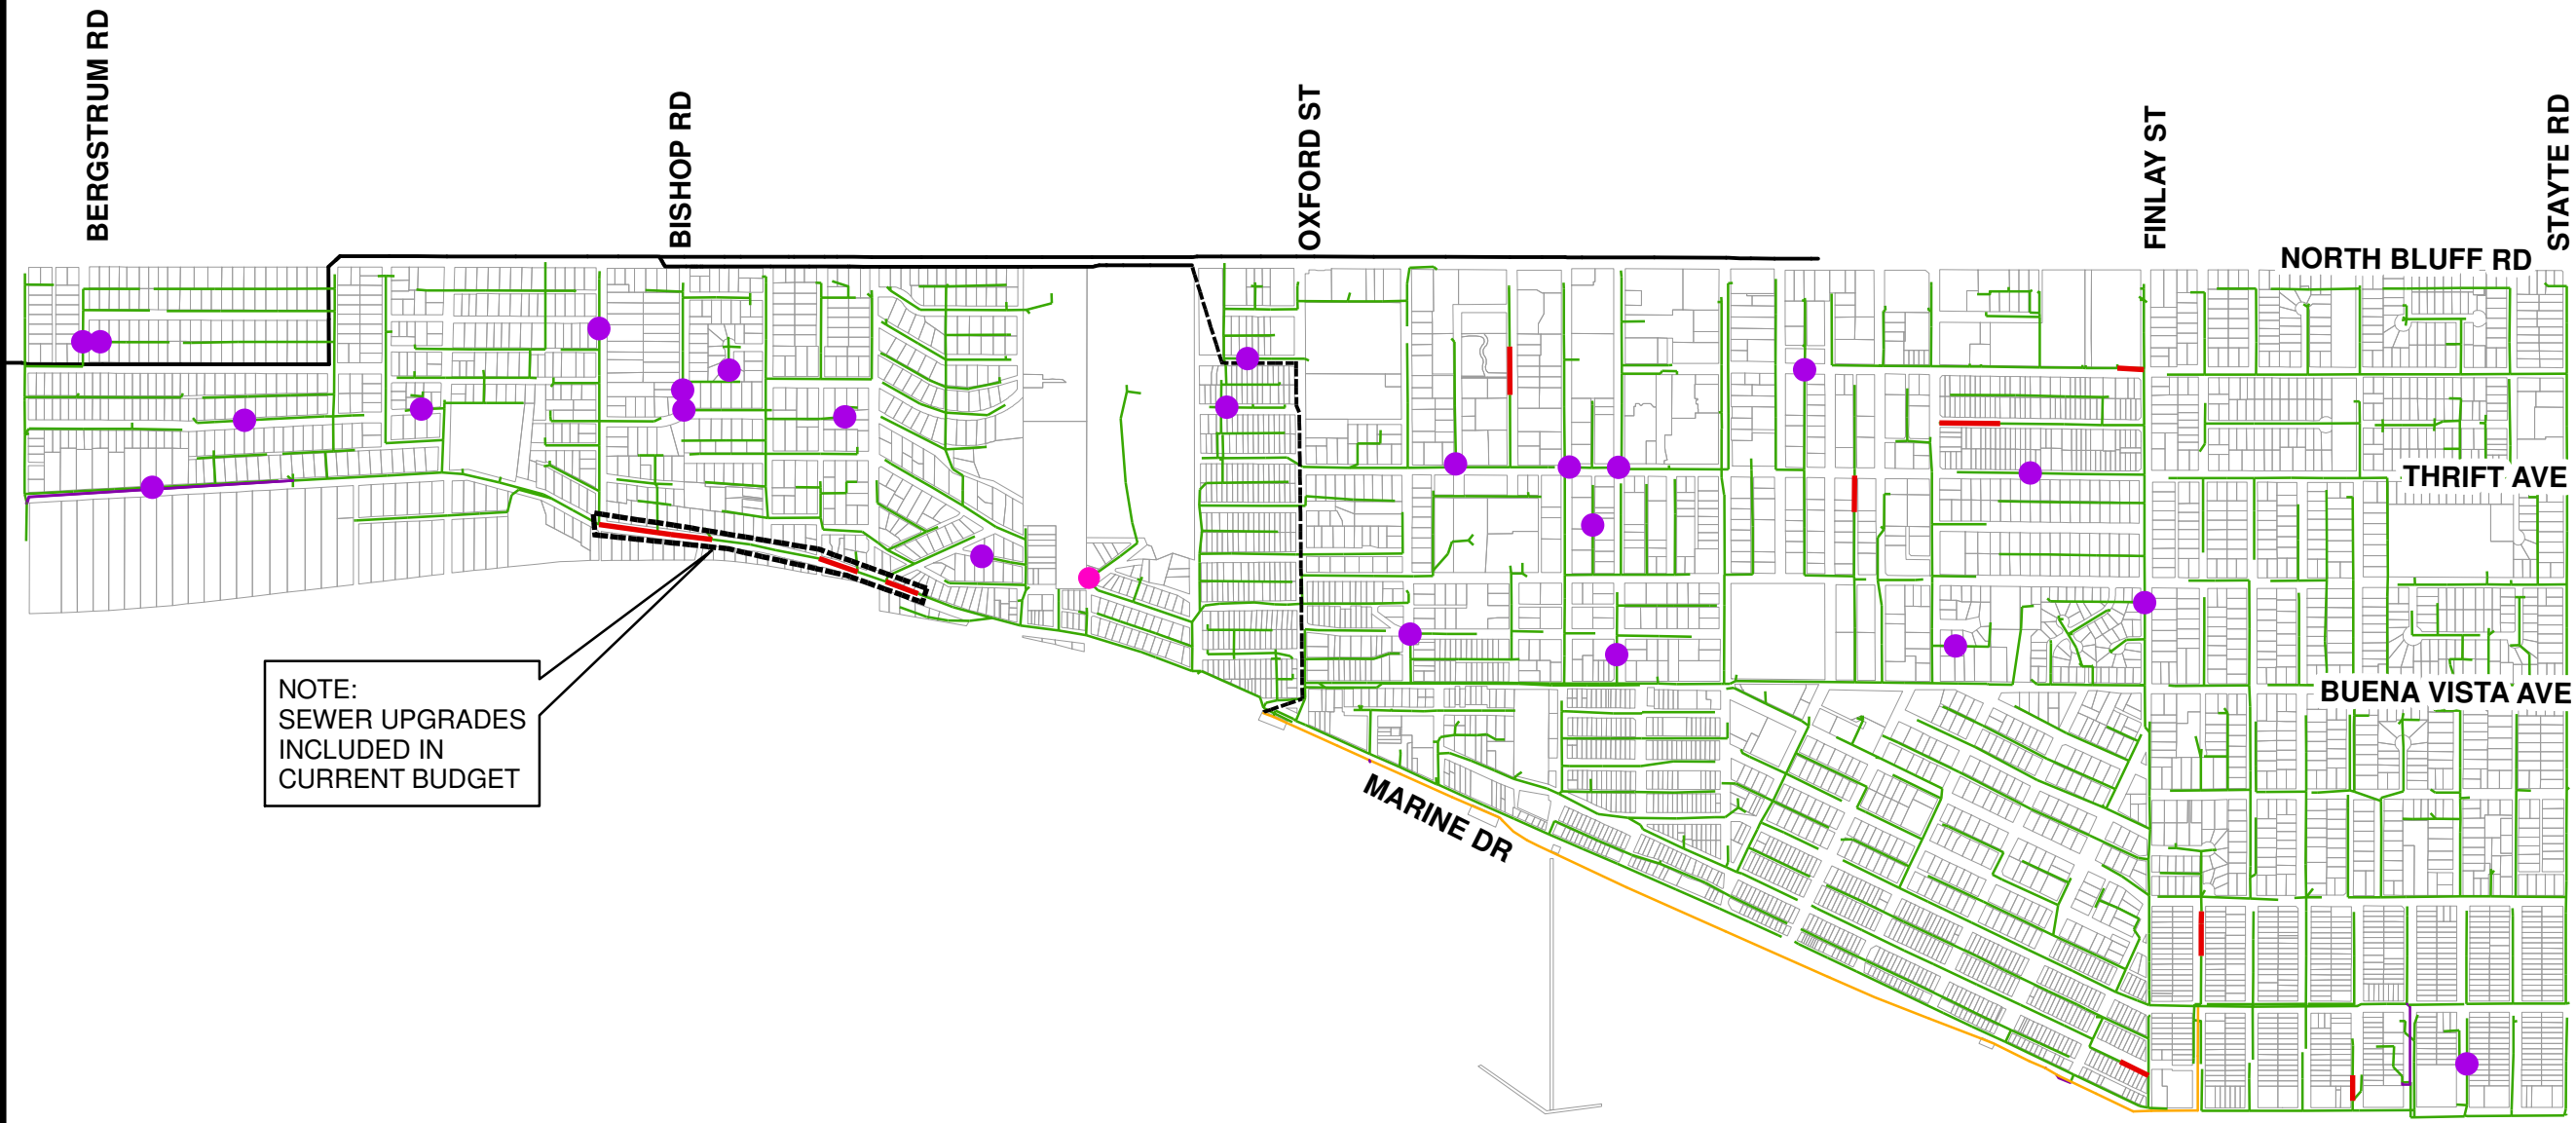 BERGSTRUM RD
BISHOP RD
OXFORD ST
FINLAY ST
STAYTE RD
NORTH BLUFF RD
THRIFT AVE
BUENA VISTA AVE
MARINE DR
NOTE:
SEWER UPGRADES
INCLUDED IN
CURRENT BUDGET